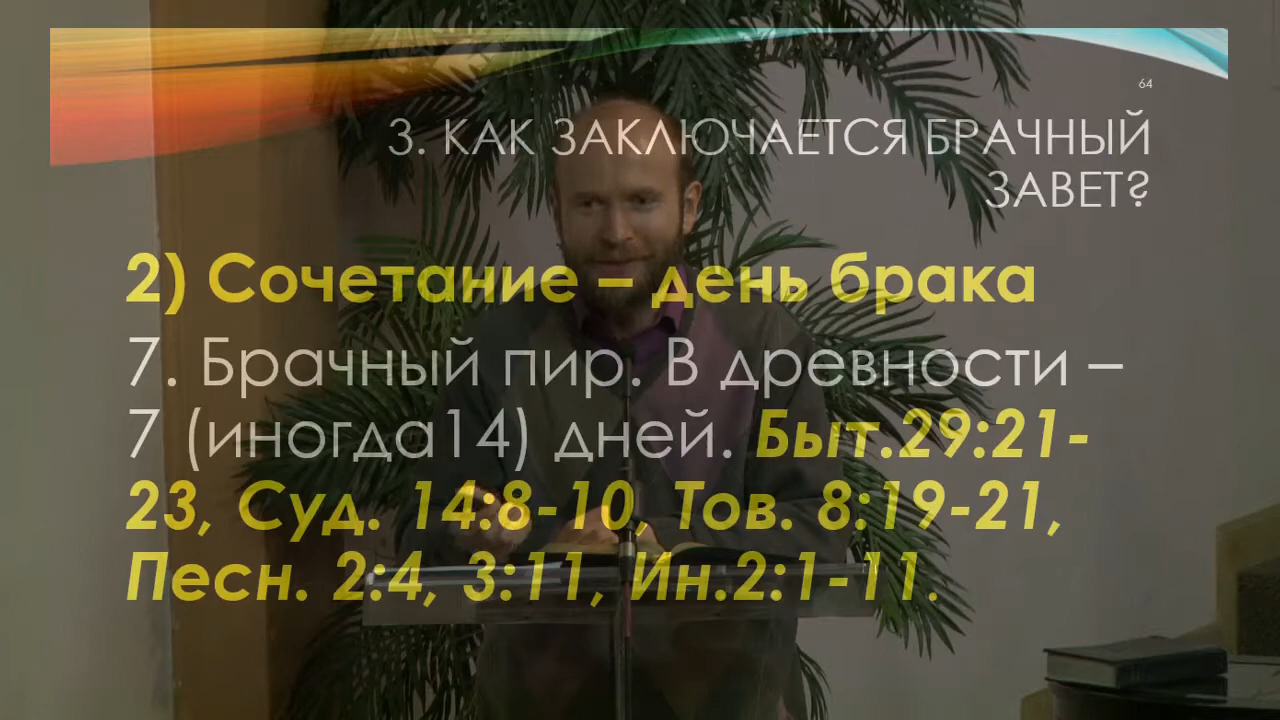 64
3. КАК ЗАКЛЮЧАЕТСЯ БРАЧНЫЙ
ЗАВЕТ?
2) Сочетание – день брака
7. Брачный пир. В древности –
7 (иногда14) дней. Быт.29:21-
23, Суд. 14:8-10, Тов. 8:19-21,
Песн. 2:4, 3:11, Ин.2:1-11.